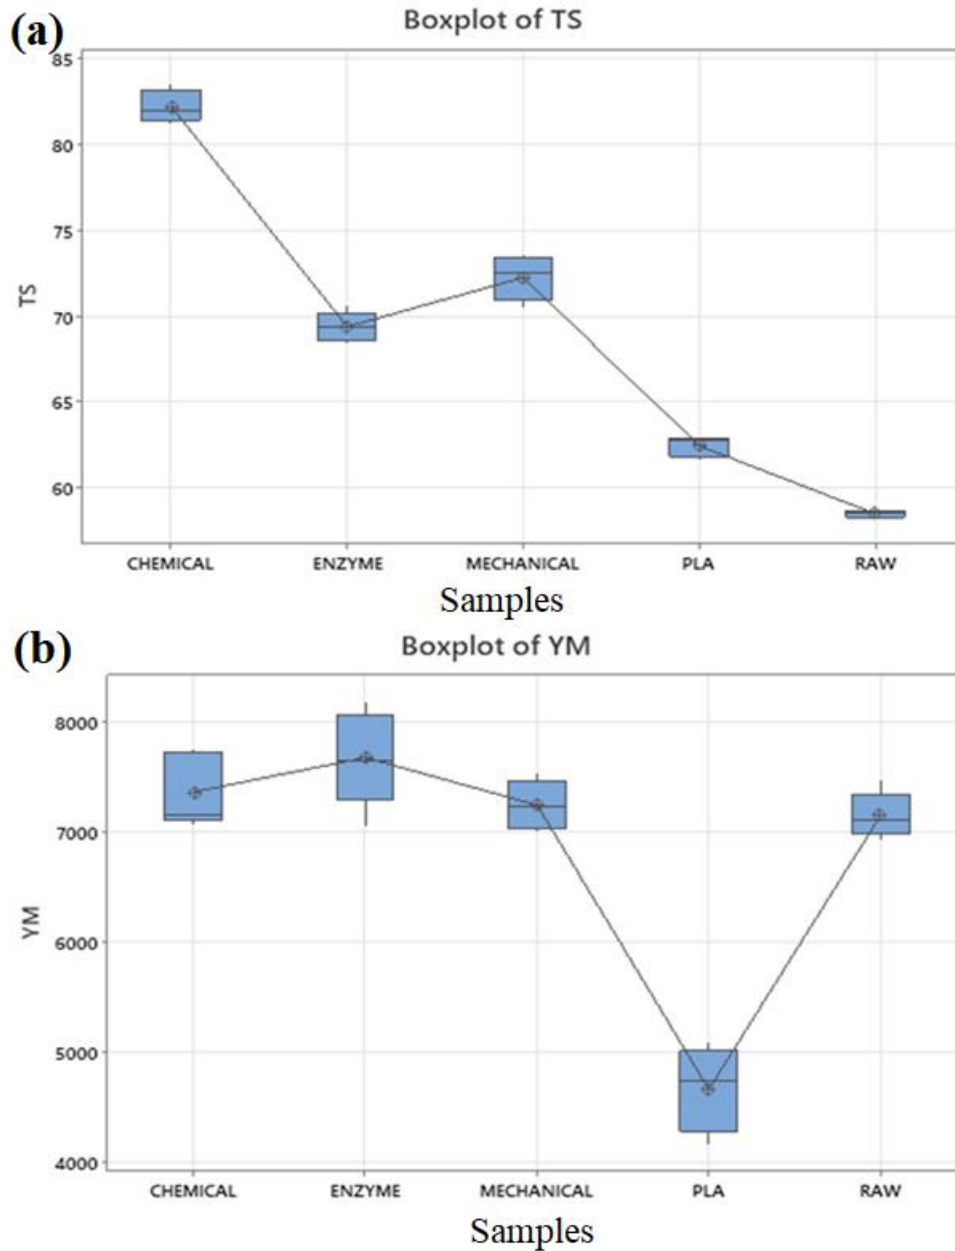 (a)
Boxplot of TS
85
80
75
70
65
60
TS
CHEMICAL ENZYME MECHANICAL PLA RAW
Samples
(b)
Boxplot of YM
8000
7000
6000
5000
4000
YM
CHEMICAL ENZYME MECHANICAL PLA RAW
Samples